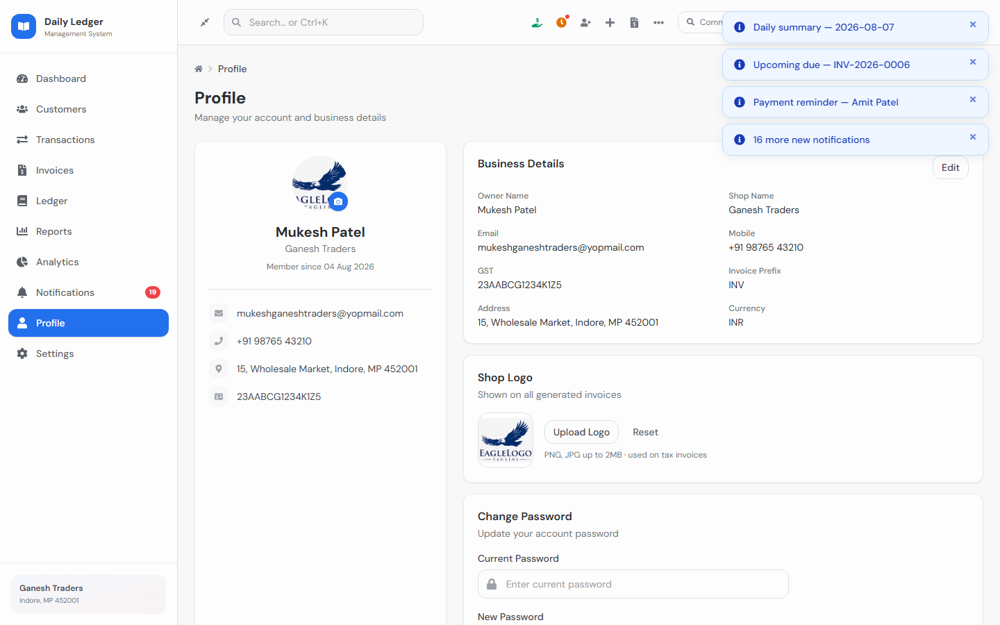 Daily Ledger
Management System
Dashboard
Customers
Transactions
Invoices
Ledger
Reports
Analytics
Notifications 19
Profile
Settings
Ganesh Traders
Indore, MP 452001
Search... or Ctrl+K
Comm
Daily summary — 2026-08-07
Upcoming due — INV-2026-0006
Payment reminder — Amit Patel
16 more new notifications
Profile
Profile
Manage your account and business details
Mukesh Patel
Ganesh Traders
Member since 04 Aug 2026
mukeshganeshtraders@yopmail.com
+91 98765 43210
15, Wholesale Market, Indore, MP 452001
23AABCG1234K1Z5
Business Details
Edit
Owner Name
Mukesh Patel
Shop Name
Ganesh Traders
Email
mukeshganeshtraders@yopmail.com
Mobile
+91 98765 43210
GST
23AABCG1234K1Z5
Invoice Prefix
INV
Address
15, Wholesale Market, Indore, MP 452001
Currency
INR
Shop Logo
Shown on all generated invoices
EAGLELOGO
TAGLINE
Upload Logo
Reset
PNG, JPG up to 2MB · used on tax invoices
Change Password
Update your account password
Current Password
Enter current password
New Password